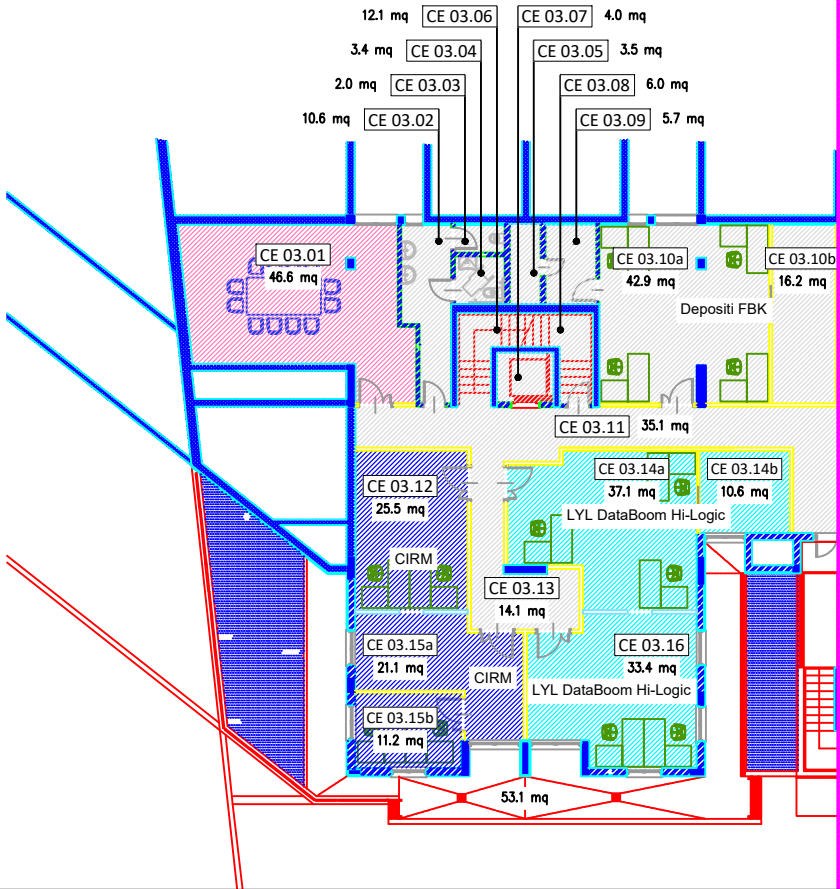 12.1 mq CE 03.06 CE 03.07 4.0 mq
3.4 mq CE 03.04 CE 03.05 3.5 mq
2.0 mq CE 03.03 CE 03.08 6.0 mq
10.6 mq CE 03.02 CE 03.09 5.7 mq
CE 03.01
46.6 mq
CE 03.10a
42.9 mq
CE 03.10b
16.2 mq
Depositi FBK
CE 03.11 35.1 mq
CE 03.12
25.5 mq
CIRM
CE 03.14a
37.1 mq
CE 03.14b
10.6 mq
LYL DataBoom Hi-Logic
CE 03.13
14.1 mq
CE 03.15a
21.1 mq
CIRM
CE 03.16
33.4 mq
LYL DataBoom Hi-Logic
CE 03.15b
11.2 mq
53.1 mq